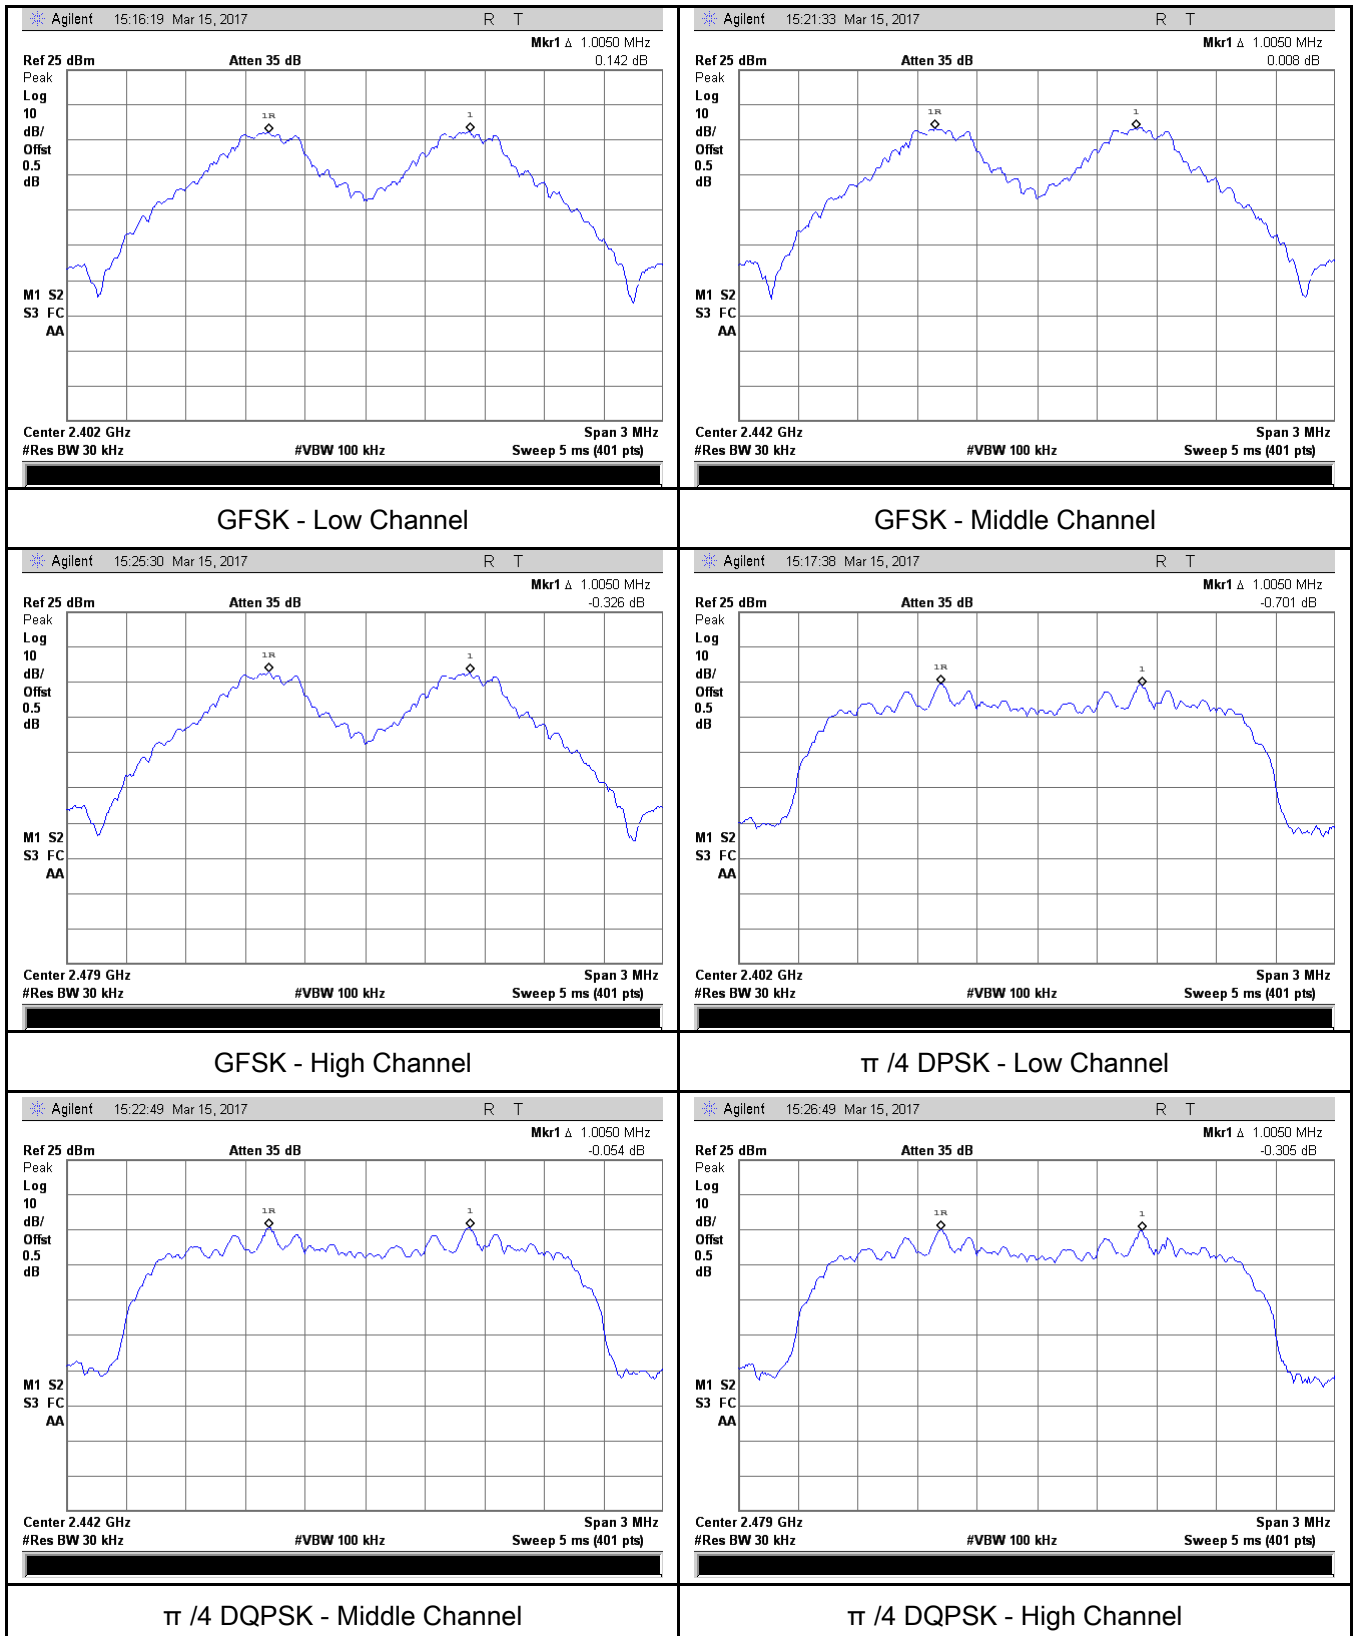 Agilent 15:16:19 Mar 15, 2017 R T
Mkr1 Δ 1.0050 MHz
Ref 25 dBm Atten 35 dB 0.142 dB
Peak
Log
10
dB/
Offst
0.5
dB
1R 1
M1 S2
S3 FC
AA
Center 2.402 GHz Span 3 MHz
#Res BW 30 kHz #VBW 100 kHz Sweep 5 ms (401 pts)
GFSK - Low Channel
Agilent 15:21:33 Mar 15, 2017 R T
Mkr1 Δ 1.0050 MHz
Ref 25 dBm Atten 35 dB 0.008 dB
Peak
Log
10
dB/
Offst
0.5
dB
1R 1
M1 S2
S3 FC
AA
Center 2.442 GHz Span 3 MHz
#Res BW 30 kHz #VBW 100 kHz Sweep 5 ms (401 pts)
GFSK - Middle Channel
Agilent 15:25:30 Mar 15, 2017 R T
Mkr1 Δ 1.0050 MHz
Ref 25 dBm Atten 35 dB -0.326 dB
Peak
Log
10
dB/
Offst
0.5
dB
1R 1
M1 S2
S3 FC
AA
Center 2.479 GHz Span 3 MHz
#Res BW 30 kHz #VBW 100 kHz Sweep 5 ms (401 pts)
GFSK - High Channel
Agilent 15:17:38 Mar 15, 2017 R T
Mkr1 Δ 1.0050 MHz
Ref 25 dBm Atten 35 dB -0.701 dB
Peak
Log
10
dB/
Offst
0.5
dB
1R 1
M1 S2
S3 FC
AA
Center 2.402 GHz Span 3 MHz
#Res BW 30 kHz #VBW 100 kHz Sweep 5 ms (401 pts)
π /4 DPSK - Low Channel
Agilent 15:22:49 Mar 15, 2017 R T
Mkr1 Δ 1.0050 MHz
Ref 25 dBm Atten 35 dB -0.054 dB
Peak
Log
10
dB/
Offst
0.5
dB
1R 1
M1 S2
S3 FC
AA
Center 2.442 GHz Span 3 MHz
#Res BW 30 kHz #VBW 100 kHz Sweep 5 ms (401 pts)
π /4 DQPSK - Middle Channel
Agilent 15:26:49 Mar 15, 2017 R T
Mkr1 Δ 1.0050 MHz
Ref 25 dBm Atten 35 dB -0.305 dB
Peak
Log
10
dB/
Offst
0.5
dB
1R 1
M1 S2
S3 FC
AA
Center 2.479 GHz Span 3 MHz
#Res BW 30 kHz #VBW 100 kHz Sweep 5 ms (401 pts)
π /4 DQPSK - High Channel